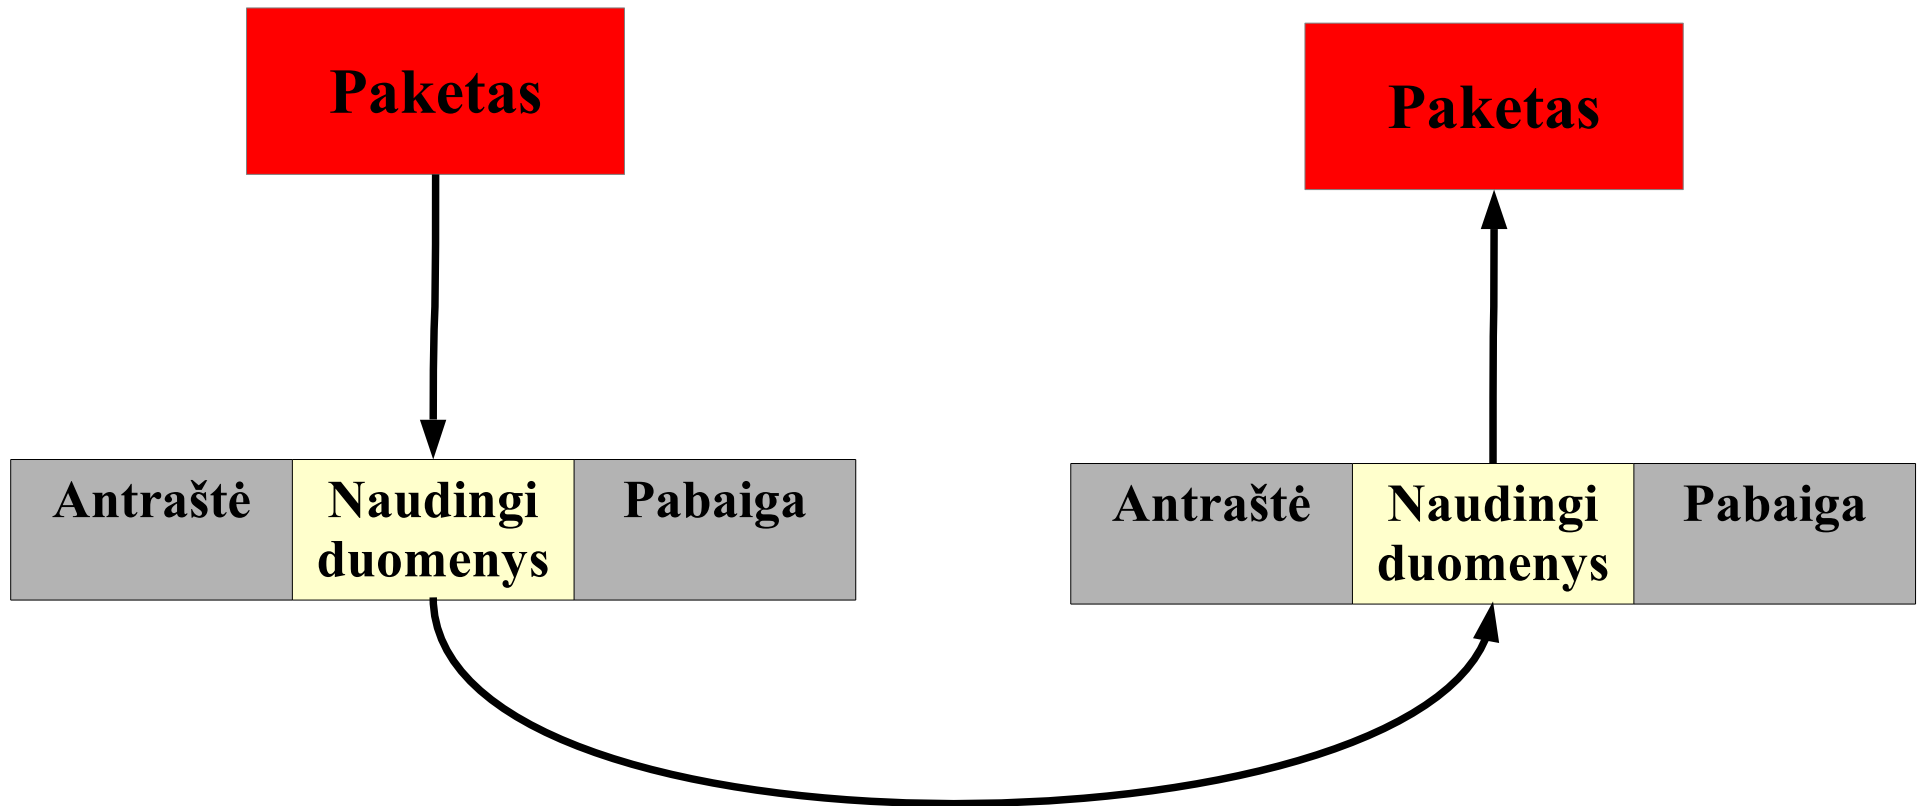 Paketas
Paketas
Antraštė
Naudingi
duomenys
Pabaiga
Antraštė
Naudingi
duomenys
Pabaiga